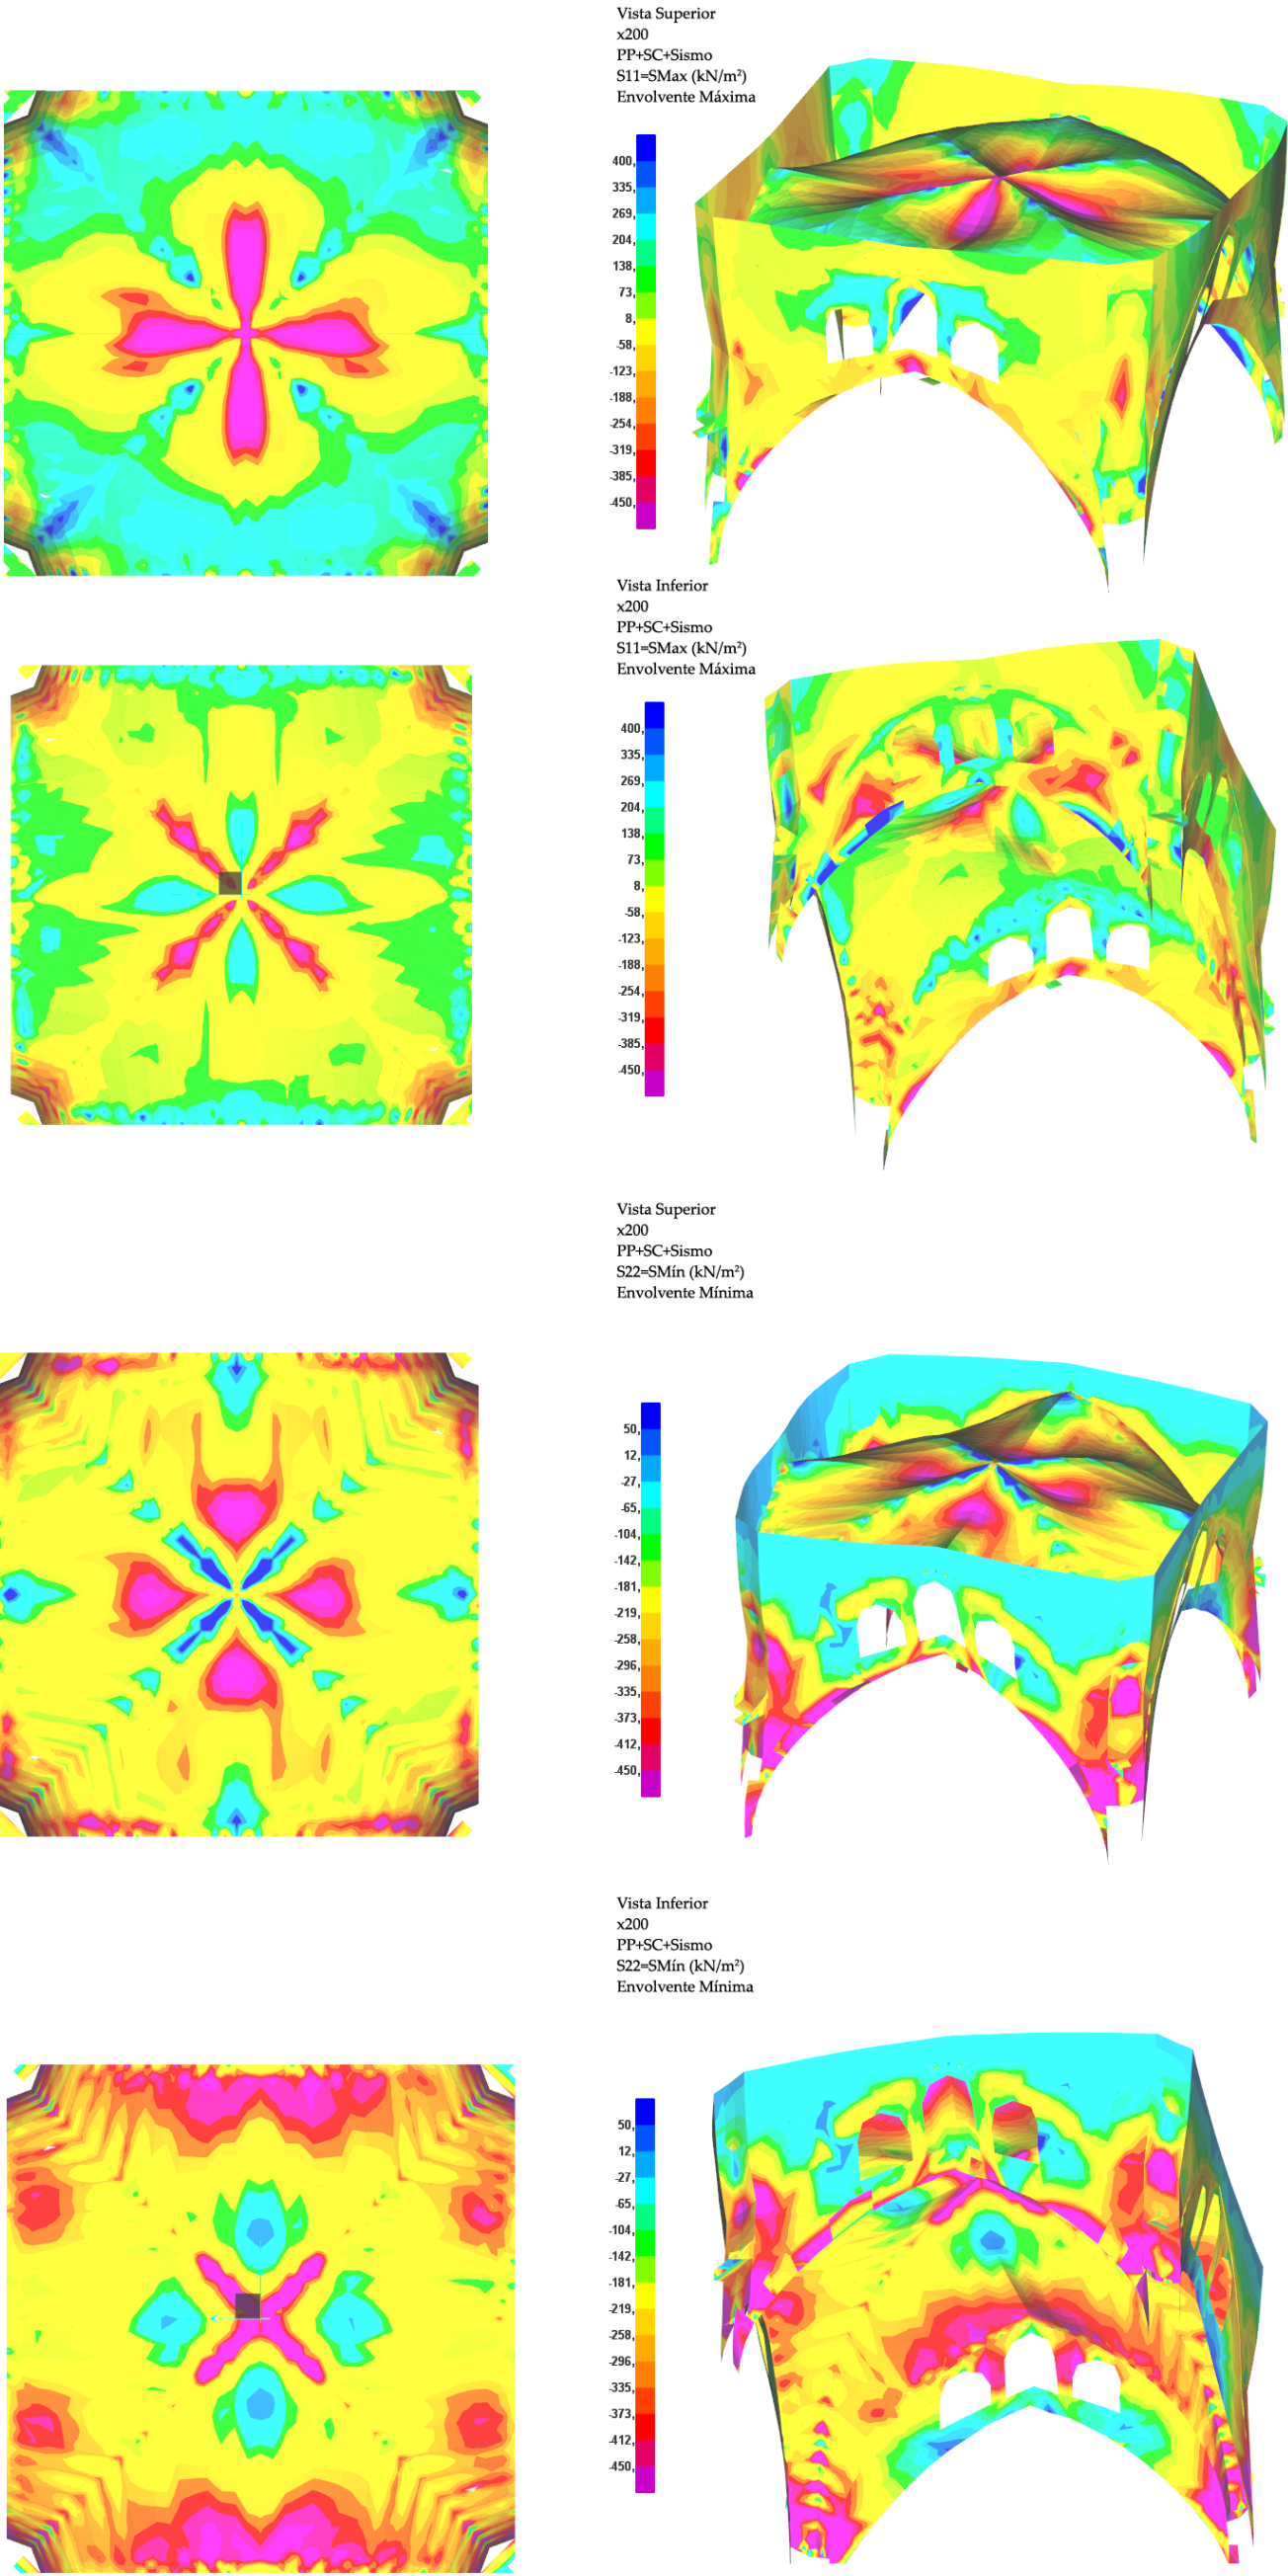 Vista Superior
x200
PP+SC+Sismo
S11=SMax (kN/m²)
Envolvente Máxima
400,
335,
269,
204,
138,
73,
8,
-58,
-123,
-188,
-254,
-319,
-385,
-450,
Vista Inferior
x200
PP+SC+Sismo
S11=SMax (kN/m²)
Envolvente Máxima
400,
335,
269,
204,
138,
73,
8,
-58,
-123,
-188,
-254,
-319,
-385,
-450,
Vista Superior
x200
PP+SC+Sismo
S22=SMín (kN/m²)
Envolvente Mínima
50,
12,
-27,
-65,
-104,
-142,
-181,
-219,
-258,
-296,
-335,
-373,
-412,
-450,
Vista Inferior
x200
PP+SC+Sismo
S22=SMín (kN/m²)
Envolvente Mínima
50,
12,
-27,
-65,
-104,
-142,
-181,
-219,
-258,
-296,
-335,
-373,
-412,
-450,